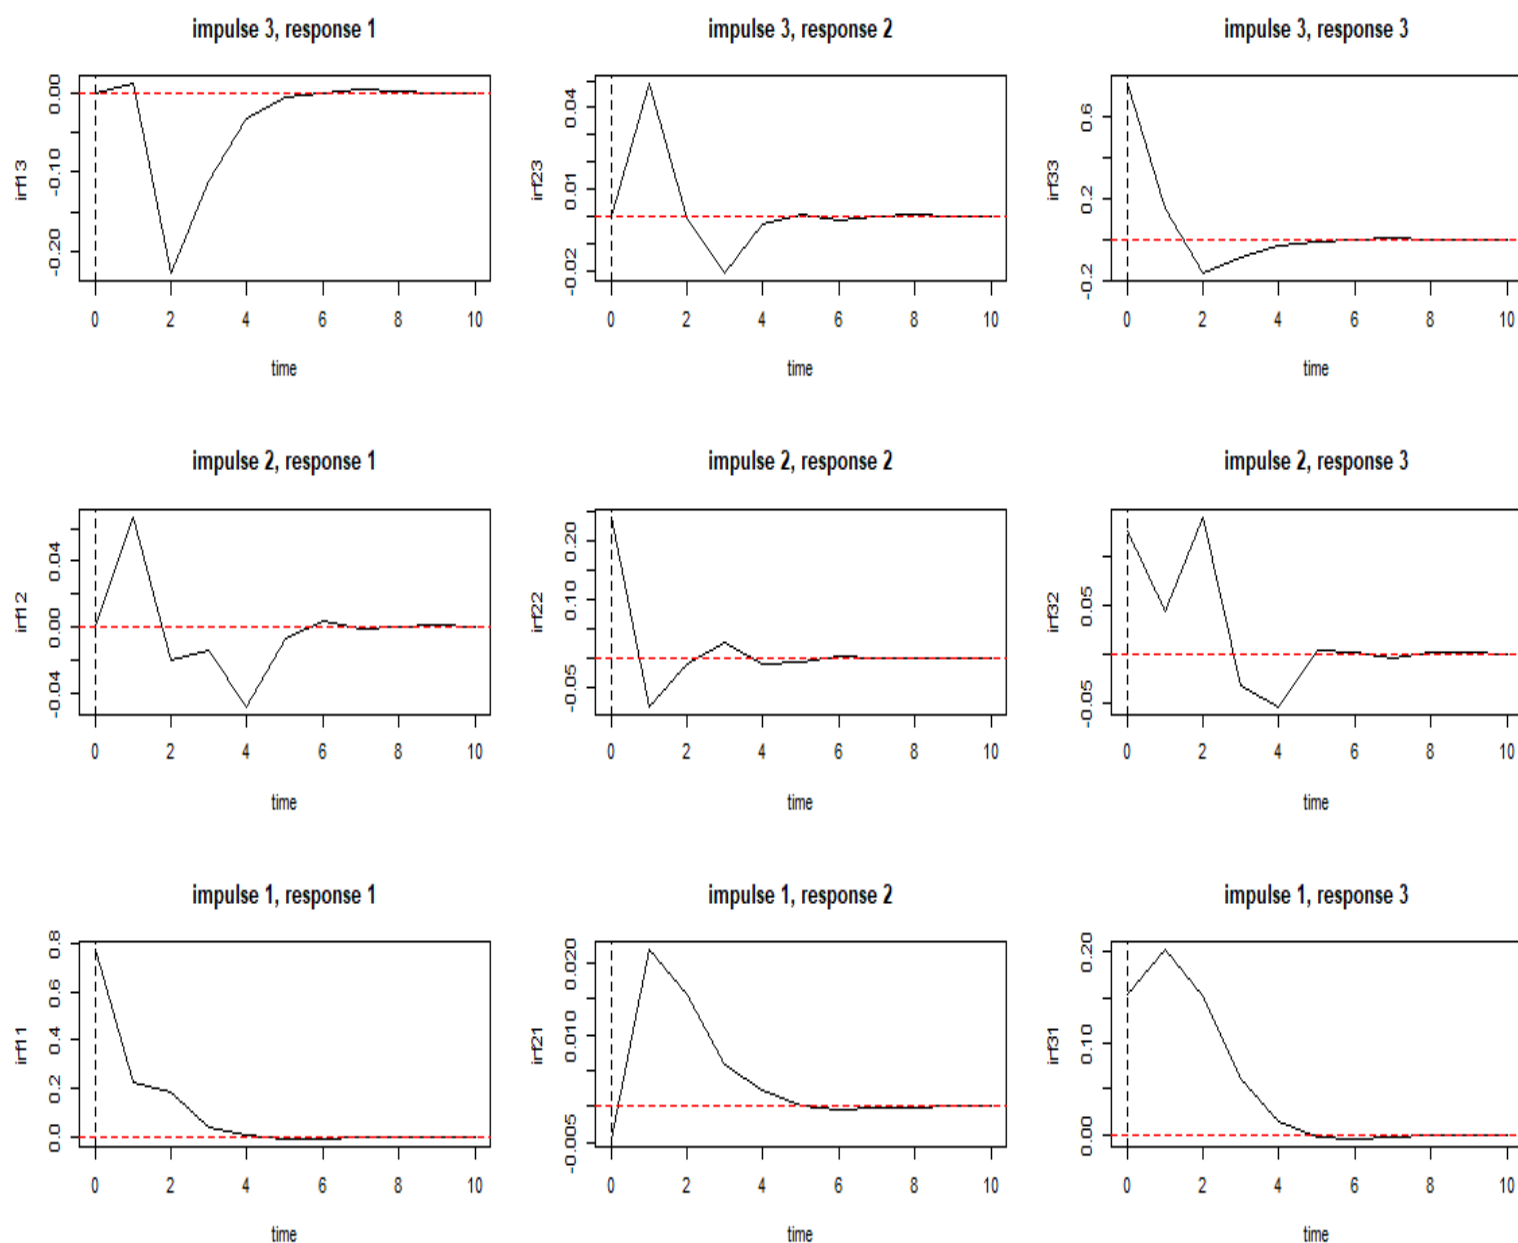 impulse 3, response 1
impulse 3, response 2
impulse 3, response 3
irf13
0.00
-0.10
-0.20
0 2 4 6 8 10
time
irf23
0.04
0.01
-0.02
0 2 4 6 8 10
time
irf33
0.6
0.2
-0.2
0 2 4 6 8 10
time
impulse 2, response 1
impulse 2, response 2
impulse 2, response 3
irf12
0.04
0.00
-0.04
0 2 4 6 8 10
time
irf22
0.20
0.10
-0.05
0 2 4 6 8 10
time
irf32
0.05
-0.05
0 2 4 6 8 10
time
impulse 1, response 1
impulse 1, response 2
impulse 1, response 3
irf11
0.8
0.6
0.4
0.2
0.0
0 2 4 6 8 10
time
irf21
0.020
0.010
-0.005
0 2 4 6 8 10
time
irf31
0.20
0.10
0.00
0 2 4 6 8 10
time